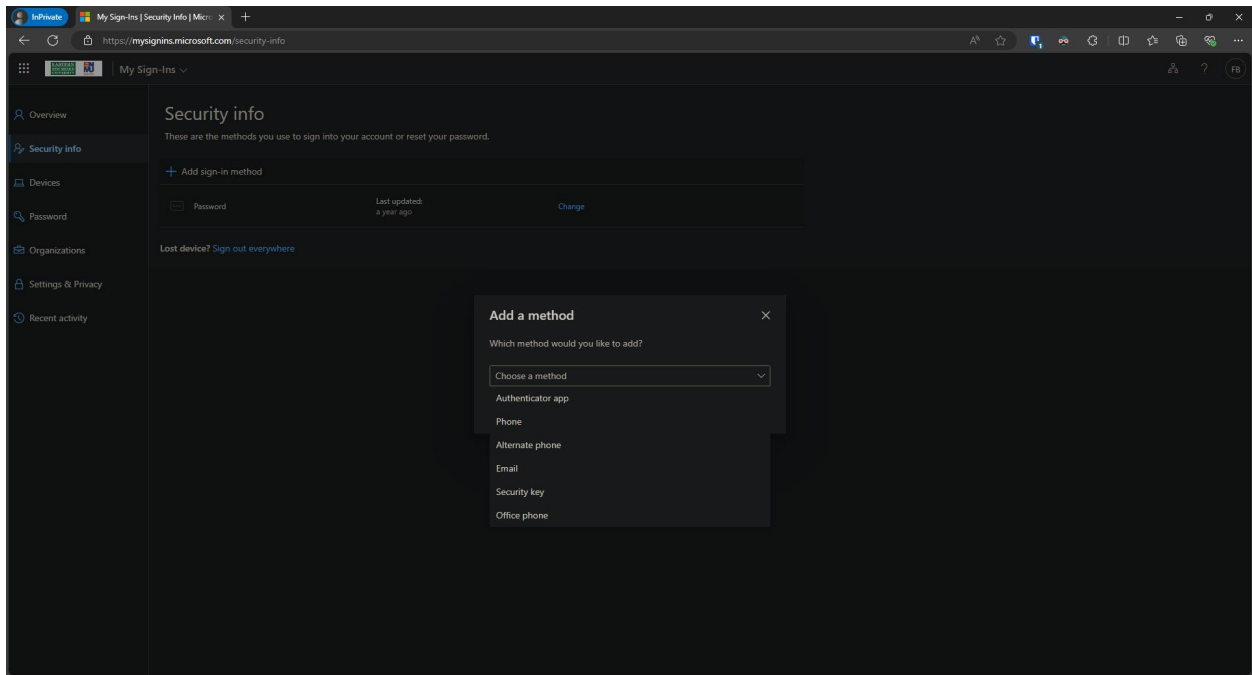 InPrivate
My Sign-Ins | Security Info | Micro
https://mysignins.microsoft.com/security-info
EASTERN
NEW MEXICO
UNIVERSITY
My Sign-Ins
?
FB
Overview
Security info
Devices
Password
Organizations
Settings & Privacy
Recent activity
Security info
These are the methods you use to sign into your account or reset your password.
Add sign-in method
Password
Last updated:
a year ago
Change
Lost device? Sign out everywhere
Add a method
Which method would you like to add?
Choose a method
Authenticator app
Phone
Alternate phone
Email
Security key
Office phone